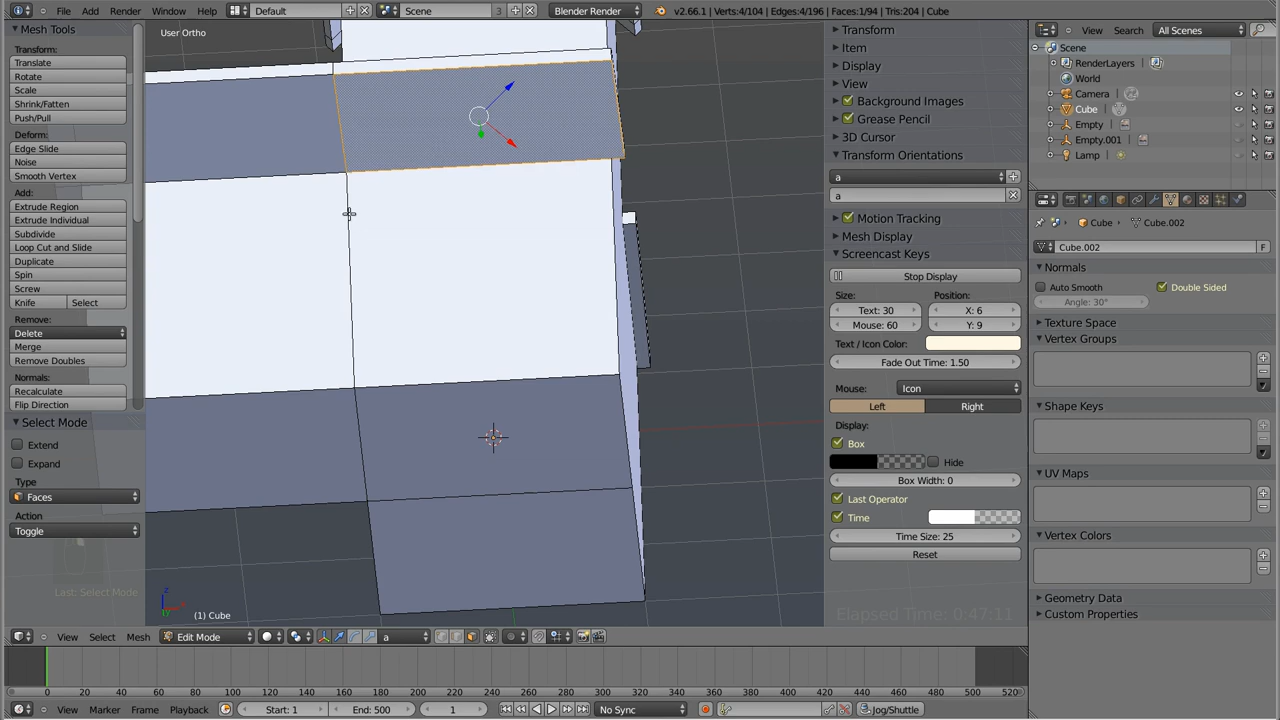 File Add Render Window Help Default Scene 3 Blender Render v2.66.1 | Verts:4/104 | Edges:4/196 | Faces:1/94 | Tris:204 | Cube
Mesh Tools
Transform:
Translate
Rotate
Scale
Shrink/Fatten
Push/Pull
Deform:
Edge Slide
Noise
Smooth Vertex
Add:
Extrude Region
Extrude Individual
Subdivide
Loop Cut and Slide
Duplicate
Spin
Screw
Knife Select
Remove:
Delete
Merge
Remove Doubles
Normals:
Recalculate
Flip Direction
Select Mode
Extend
Expand
Type
Faces
Action
Toggle
Last: Select Mode
User Ortho
(1) Cube
Elapsed Time: 0:47:11
View Select Mesh Edit Mode a
Transform
Item
Display
View
Background Images
Grease Pencil
3D Cursor
Transform Orientations
a
a
Motion Tracking
Mesh Display
Screencast Keys
Stop Display
Size: Position:
Text: 30 X: 6
Mouse: 60 Y: 9
Text / Icon Color:
Fade Out Time: 1.50
Mouse: Icon
Left Right
Display:
Box
Hide
Box Width: 0
Last Operator
Time
Time Size: 25
Reset
View Search All Scenes
Scene
RenderLayers
World
Camera
Cube
Empty
Empty.001
Lamp
Cube Cube.002
Cube.002 F
Normals
Auto Smooth Double Sided
Angle: 30°
Texture Space
Vertex Groups
Shape Keys
UV Maps
Vertex Colors
Geometry Data
Custom Properties
0 20 40 60 80 100 120 140 160 180 200 220 240 260 280 300 320 340 360 380 400 420 440 460 480 500 520
View Marker Frame Playback Start: 1 End: 500 1 No Sync Jog/Shuttle